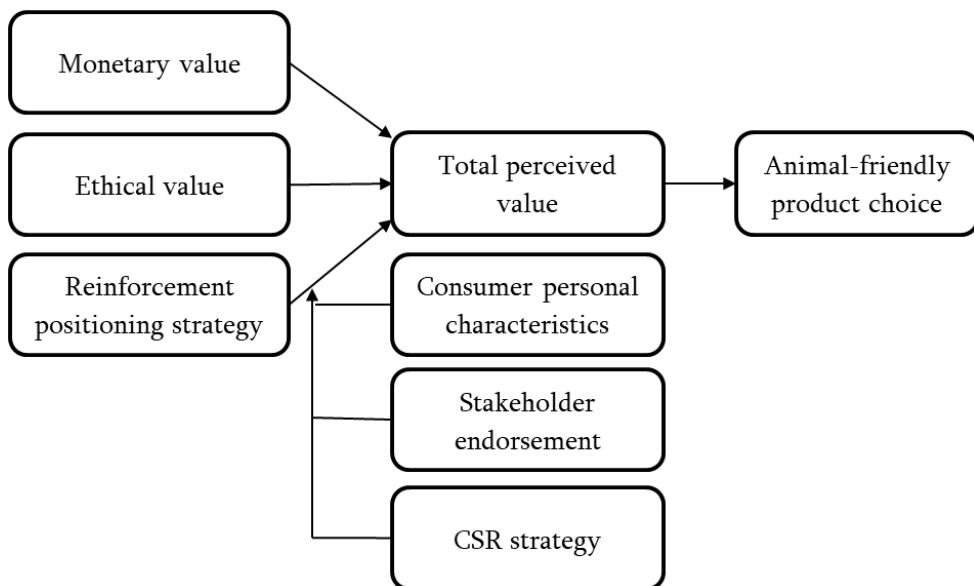 Monetary value
Ethical value
Reinforcement
positioning strategy
Total perceived
value
Animal-friendly
product choice
Consumer personal
characteristics
Stakeholder
endorsement
CSR strategy